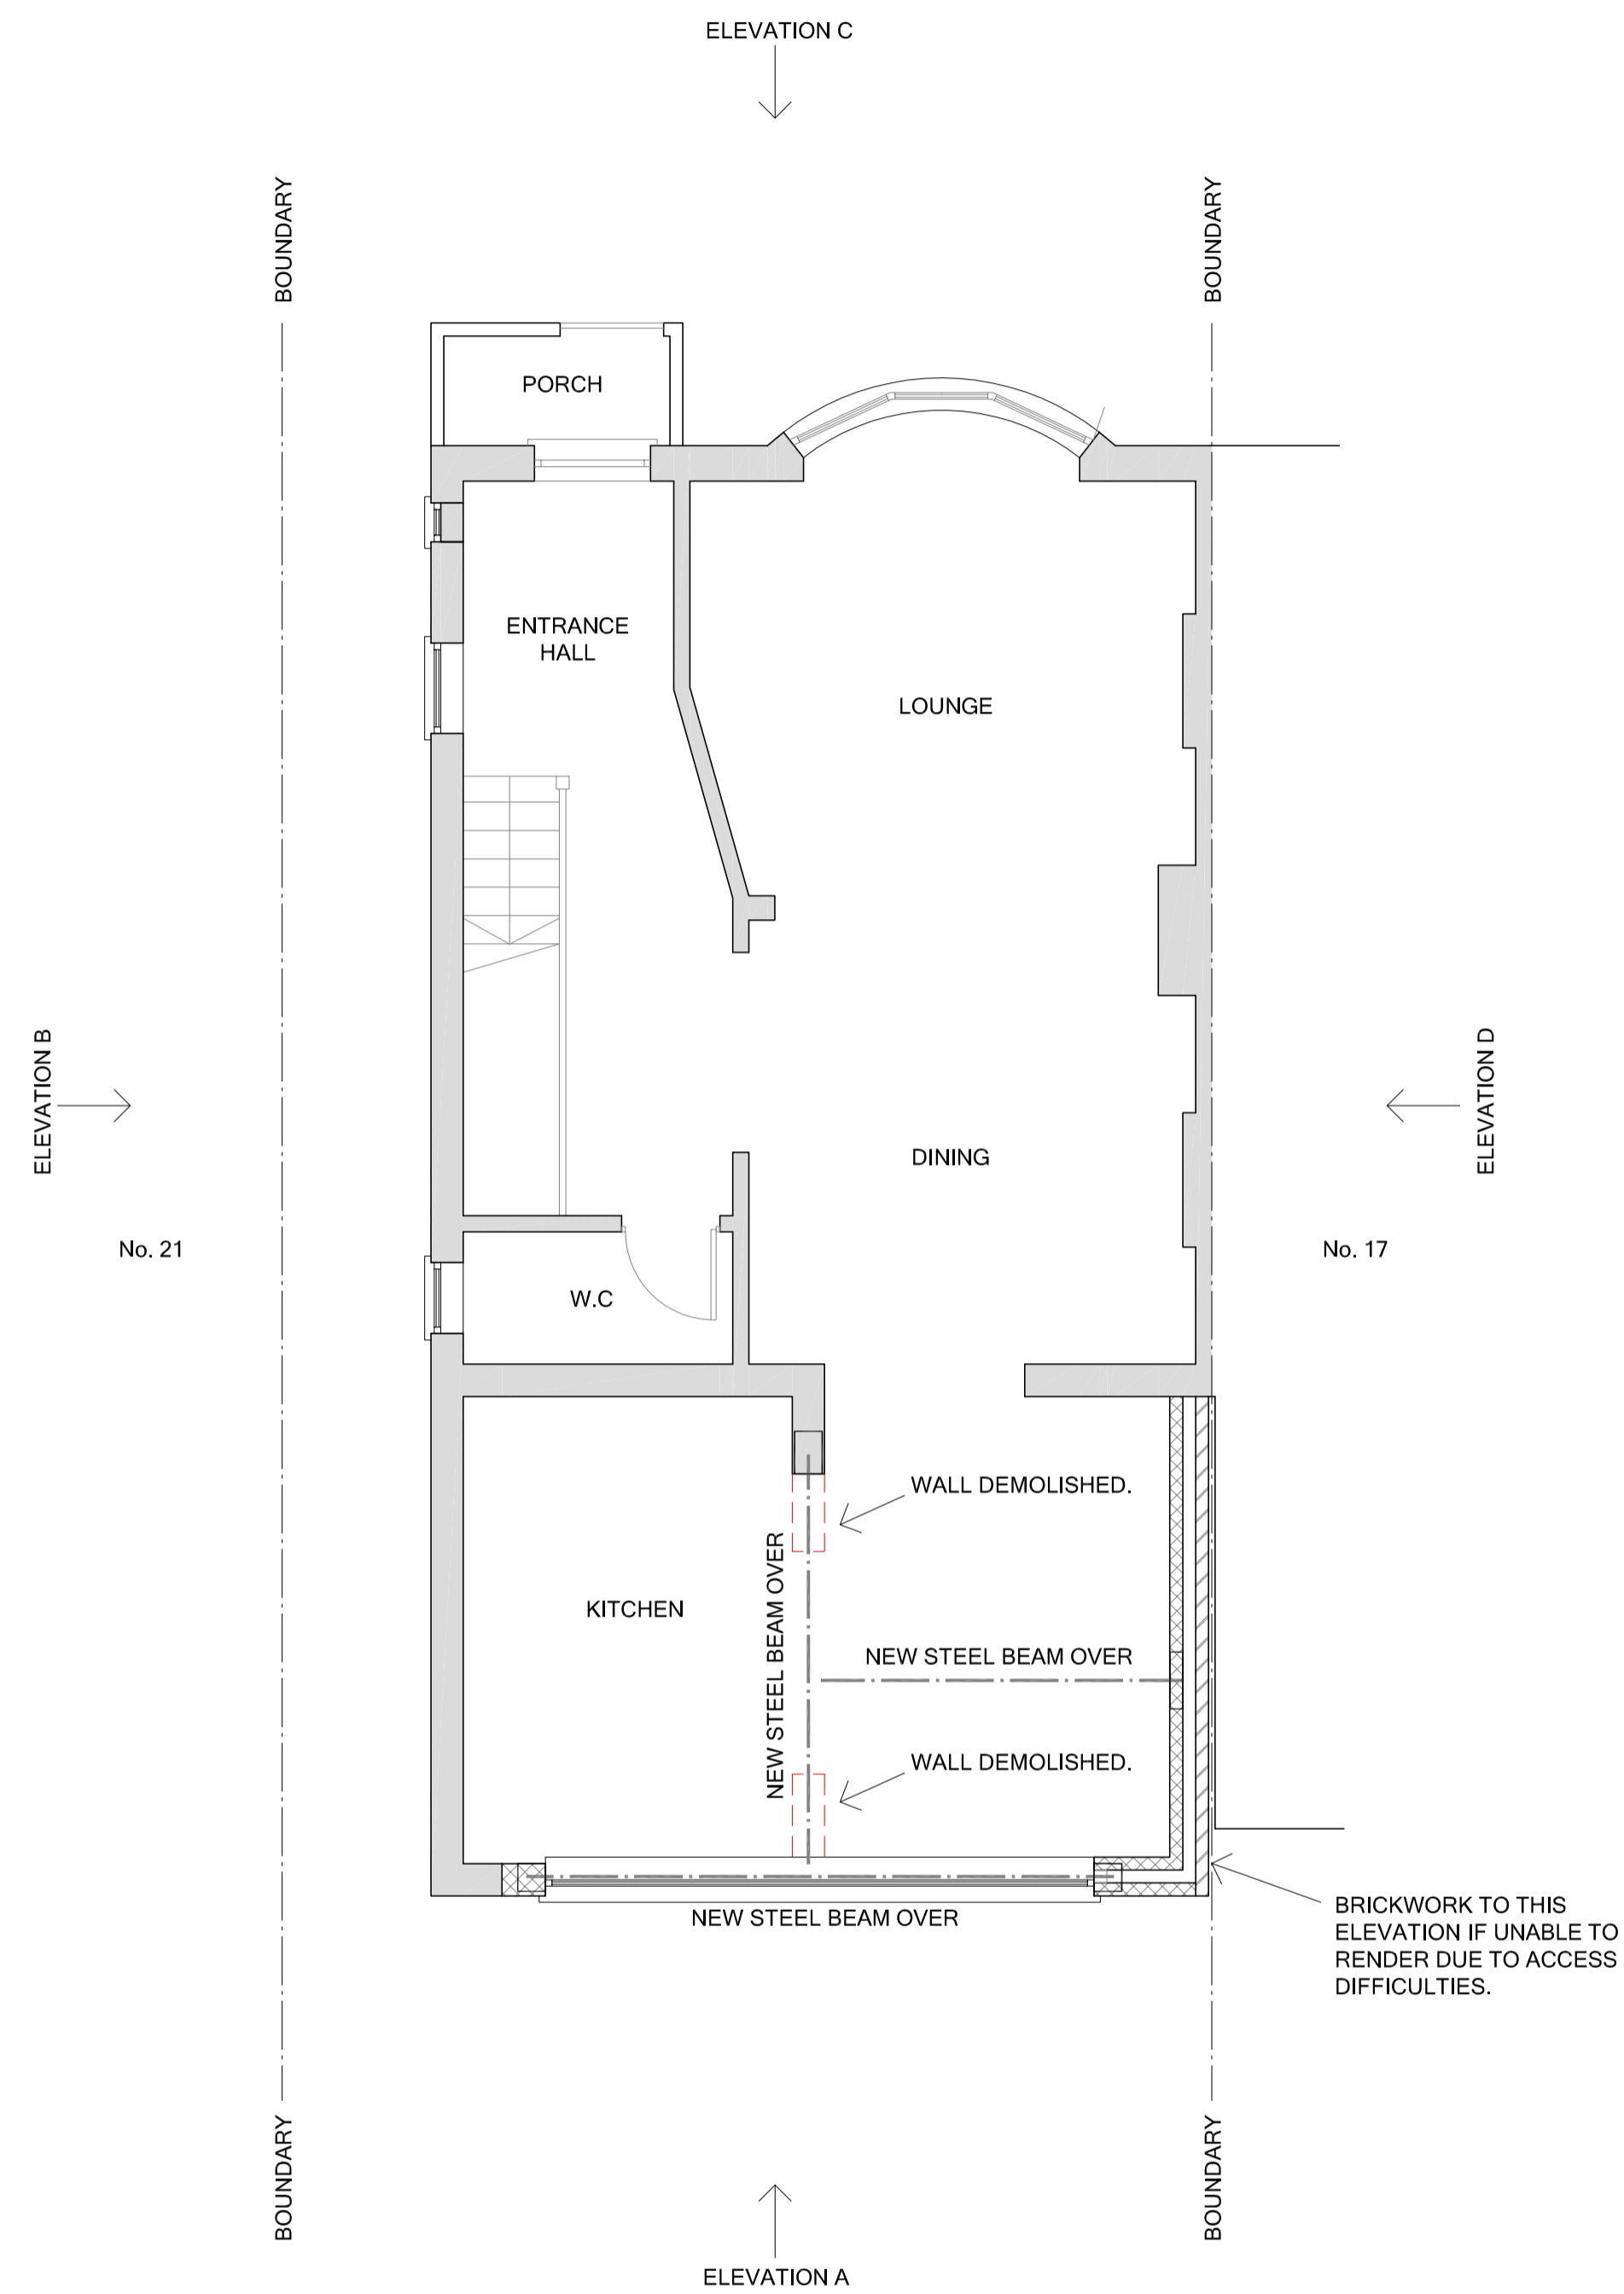 ELEVATION C
BOUNDARY
BOUNDARY
PORCH
ENTRANCE
HALL
LOUNGE
ELEVATION B
ELEVATION D
DINING
No. 21
No. 17
W.C
WALL DEMOLISHED.
NEW STEEL BEAM OVER
KITCHEN
NEW STEEL BEAM OVER
WALL DEMOLISHED.
NEW STEEL BEAM OVER
BRICKWORK TO THIS
ELEVATION IF UNABLE TO
RENDER DUE TO ACCESS
DIFFICULTIES.
BOUNDARY
BOUNDARY
ELEVATION A